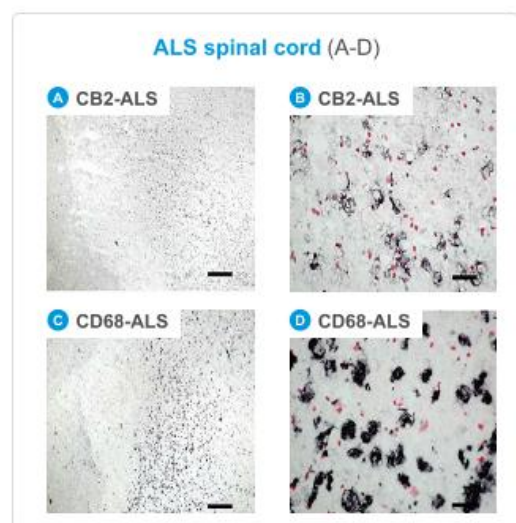 ALS spinal cord (A-D)
A CB2-ALS
B CB2-ALS
C CD68-ALS
D CD68-ALS